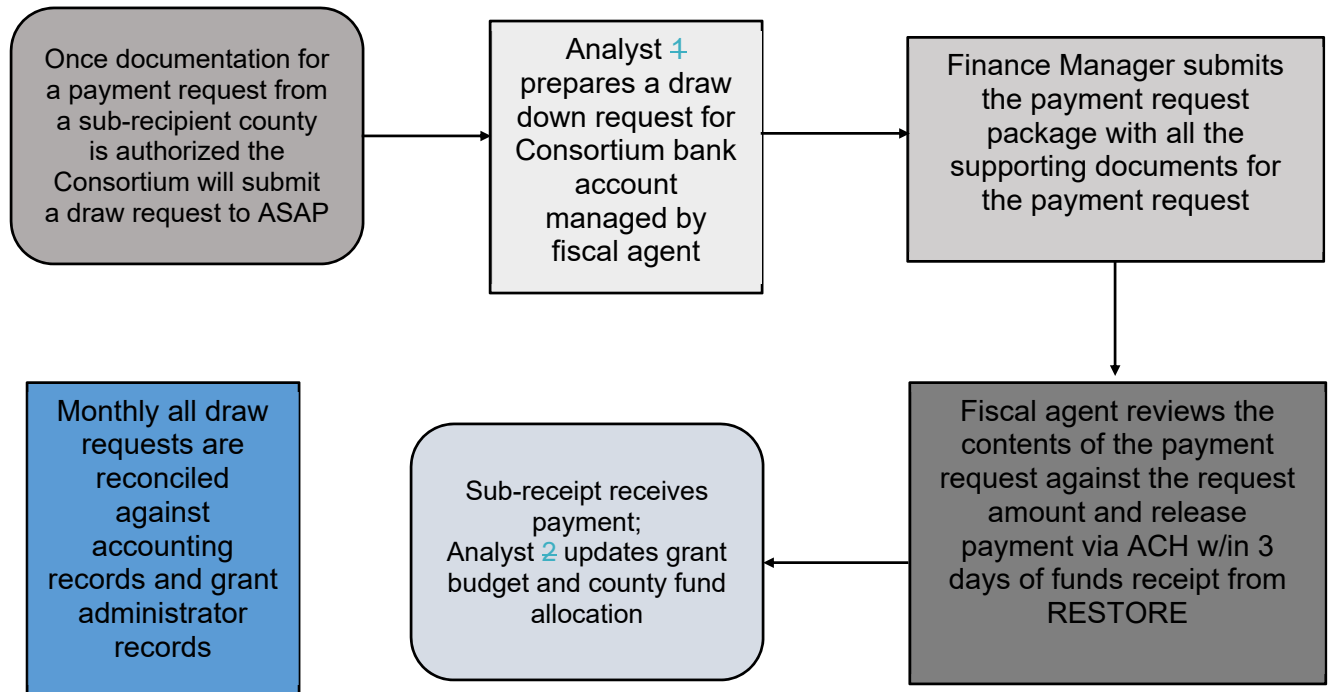 Once documentation for
a payment request from
a sub-recipient county
is authorized the
Consortium will submit
a draw request to ASAP
Analyst 1
prepares a draw
down request for
Consortium bank
account
managed by
fiscal agent
Finance Manager submits
the payment request
package with all the
supporting documents for
the payment request
Monthly all draw
requests are
reconciled
against
accounting
records and grant
administrator
records
Sub-receipt receives
payment;
Analyst 2 updates grant
budget and county fund
allocation
Fiscal agent reviews the
contents of the payment
request against the request
amount and release
payment via ACH w/in 3
days of funds receipt from
RESTORE